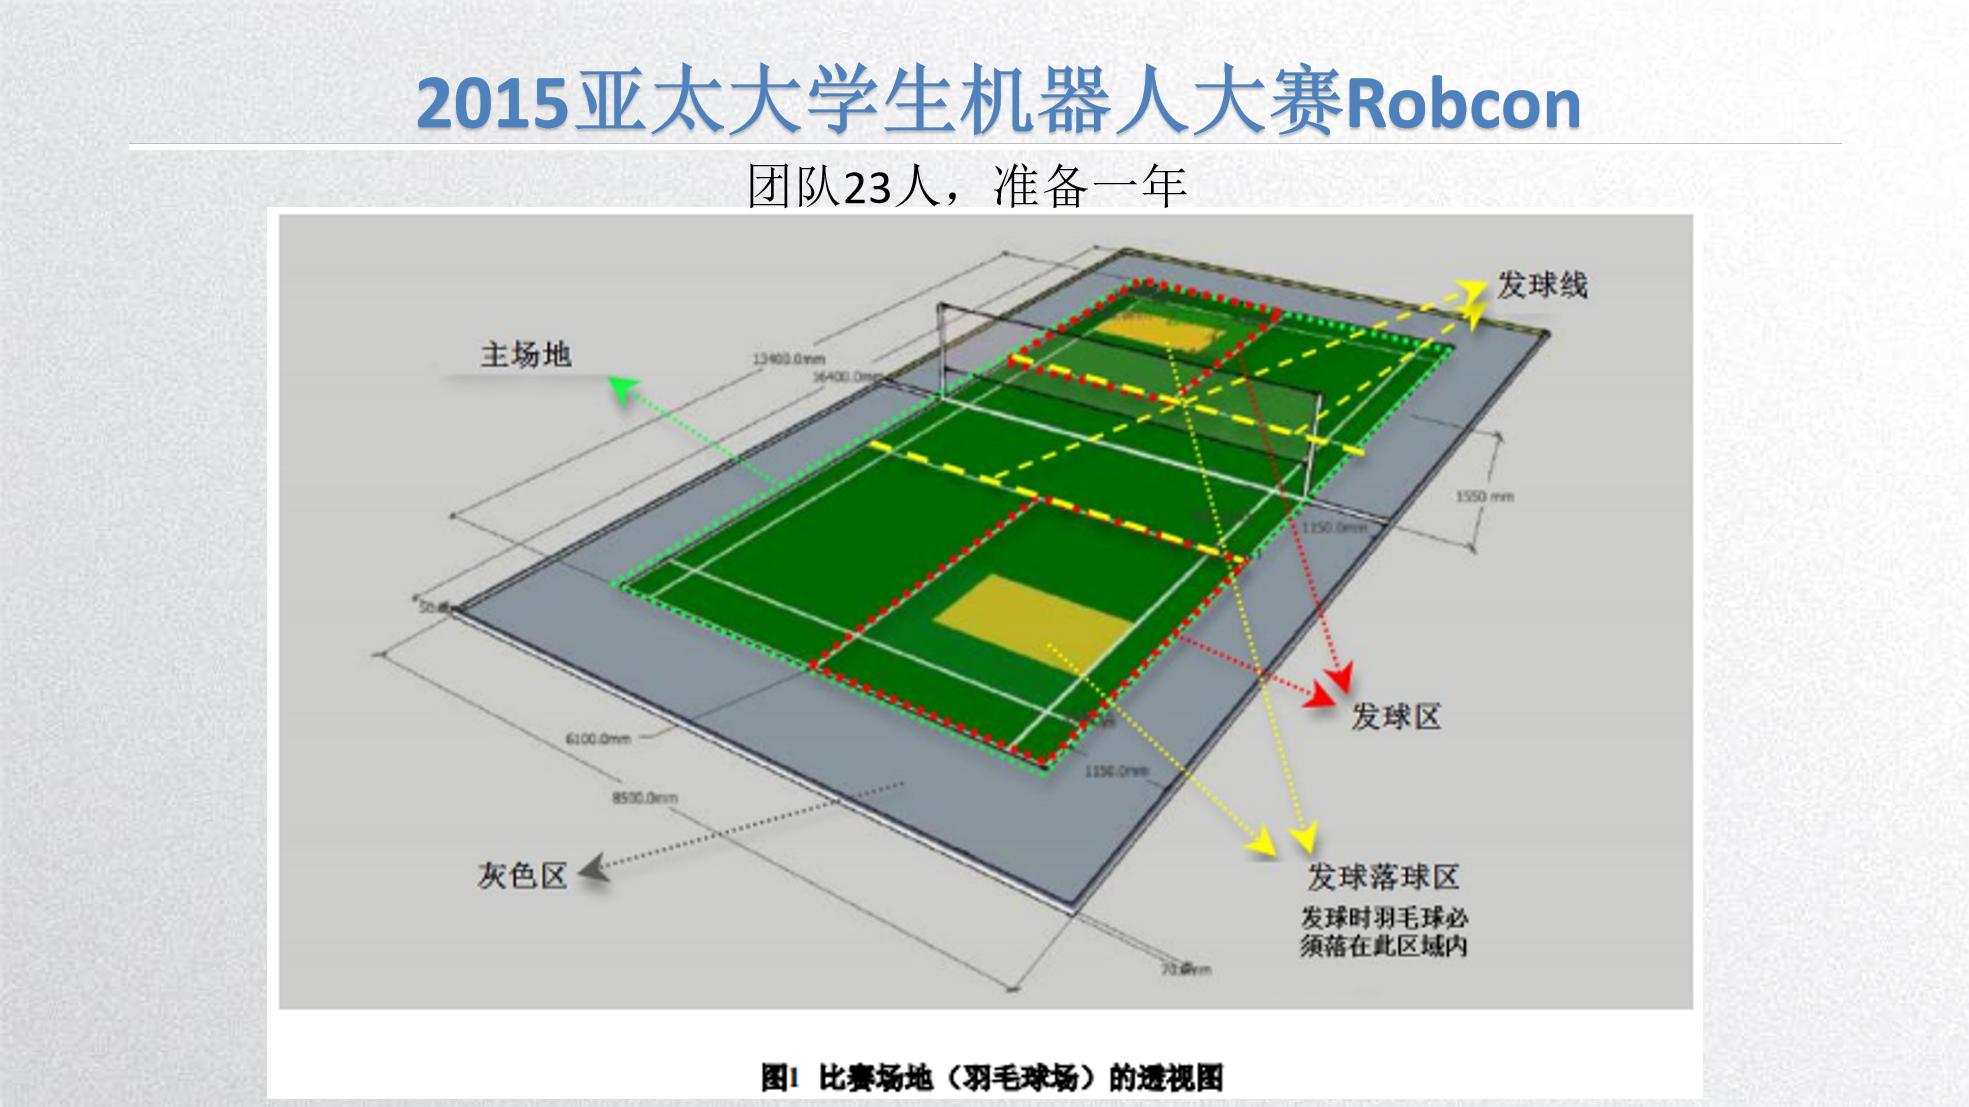 2015亚太大学生机器人大赛Robcon
团队23人，准备一年
发球线
主场地
13400.0mm
16400.0mm
1550 mm
1150.0mm
发球区
6100.0mm
1150.0mm
8500.0mm
灰色区
发球落球区
发球时羽毛球必
须落在此区域内
图1 比赛场地（羽毛球场）的透视图